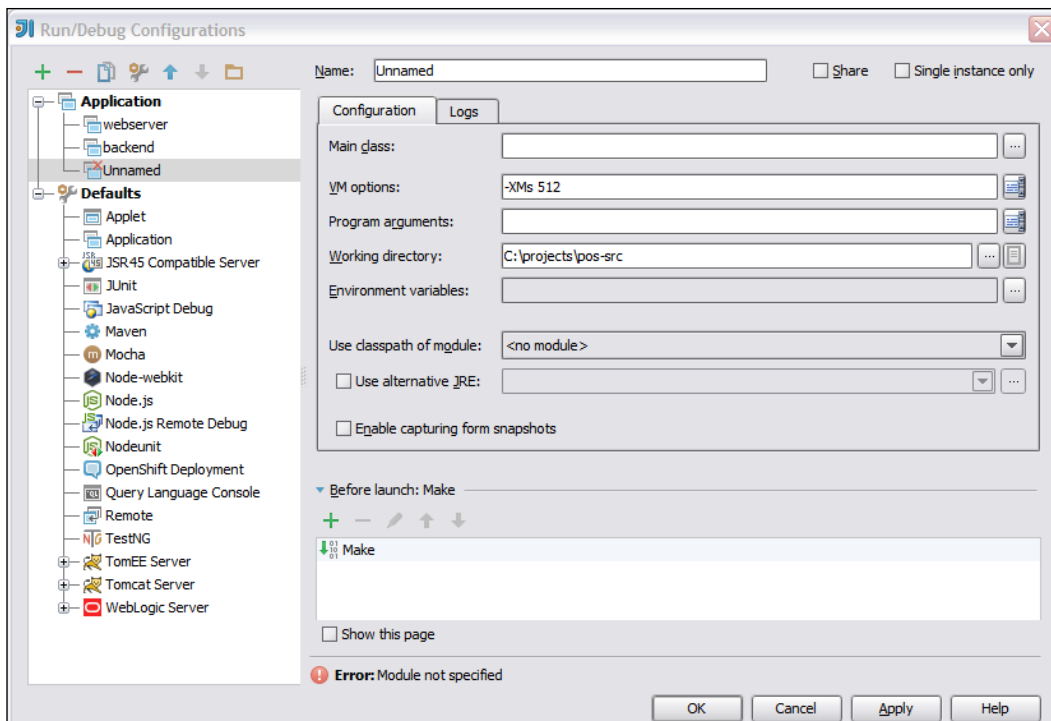 Run/Debug Configurations
Name: Unnamed Share Single instance only
Application
webserver
backend
Unnamed
Defaults
Applet
Application
JSR45 Compatible Server
JUnit
JavaScript Debug
Maven
Mocha
Node-webkit
Node.js
Node.js Remote Debug
Nodeunit
OpenShift Deployment
Query Language Console
Remote
TestNG
TomEE Server
Tomcat Server
WebLogic Server
Configuration Logs
Main class:
VM options: -XMs 512
Program arguments:
Working directory: C:\projects\pos-src
Environment variables:
Use classpath of module: <no module>
Use alternative JRE:
Enable capturing form snapshots
Before launch: Make
Make
Show this page
Error: Module not specified
OK Cancel Apply Help